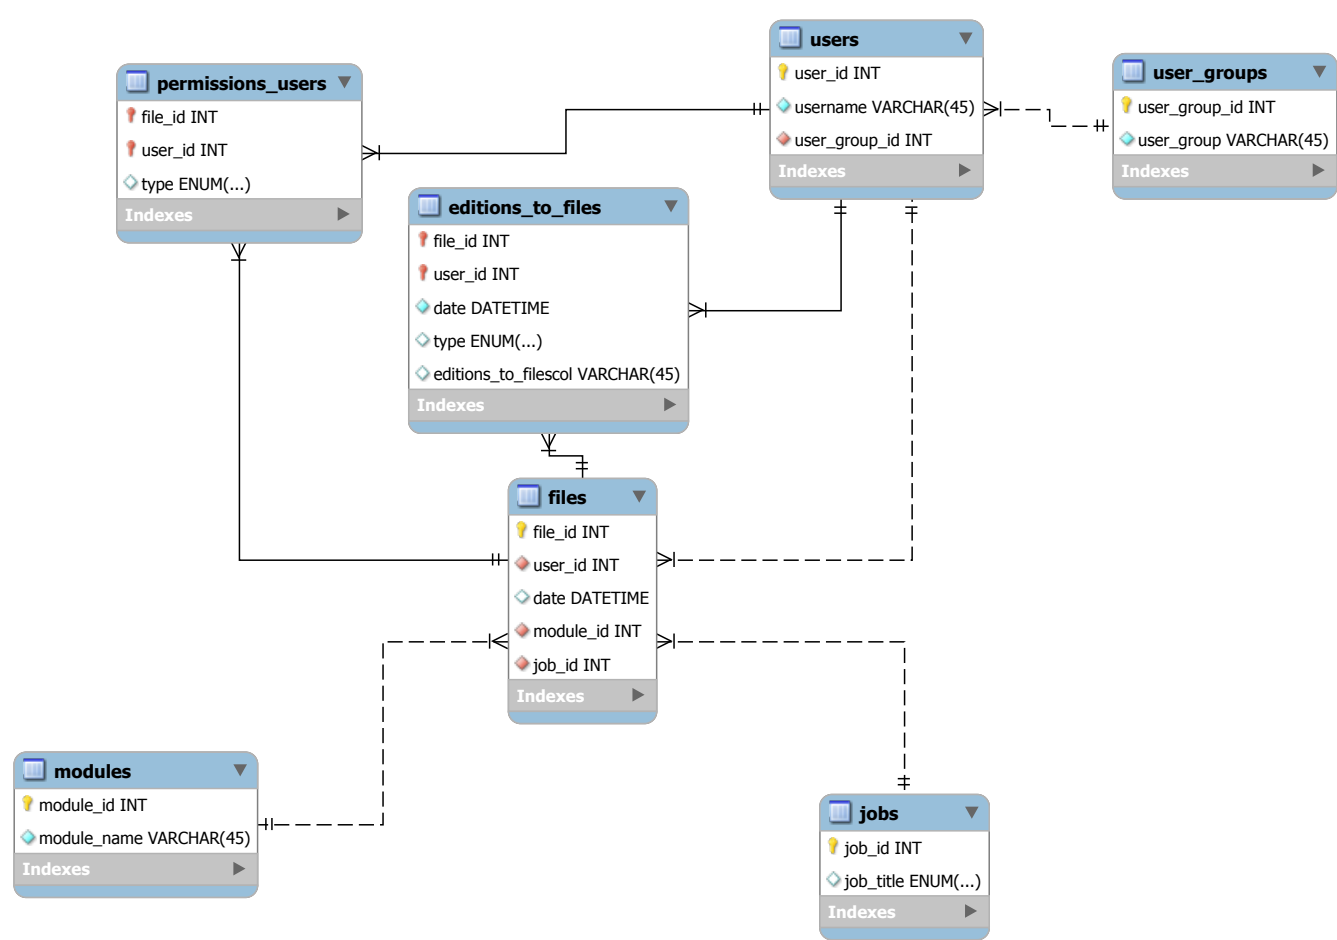 users
user_id INT
username VARCHAR(45)
user_group_id INT
Indexes
user_groups
user_group_id INT
user_group VARCHAR(45)
Indexes
permissions_users
file_id INT
user_id INT
type ENUM(...)
Indexes
editions_to_files
file_id INT
user_id INT
date DATETIME
type ENUM(...)
editions_to_filescol VARCHAR(45)
Indexes
files
file_id INT
user_id INT
date DATETIME
module_id INT
job_id INT
Indexes
modules
module_id INT
module_name VARCHAR(45)
Indexes
jobs
job_id INT
job_title ENUM(...)
Indexes